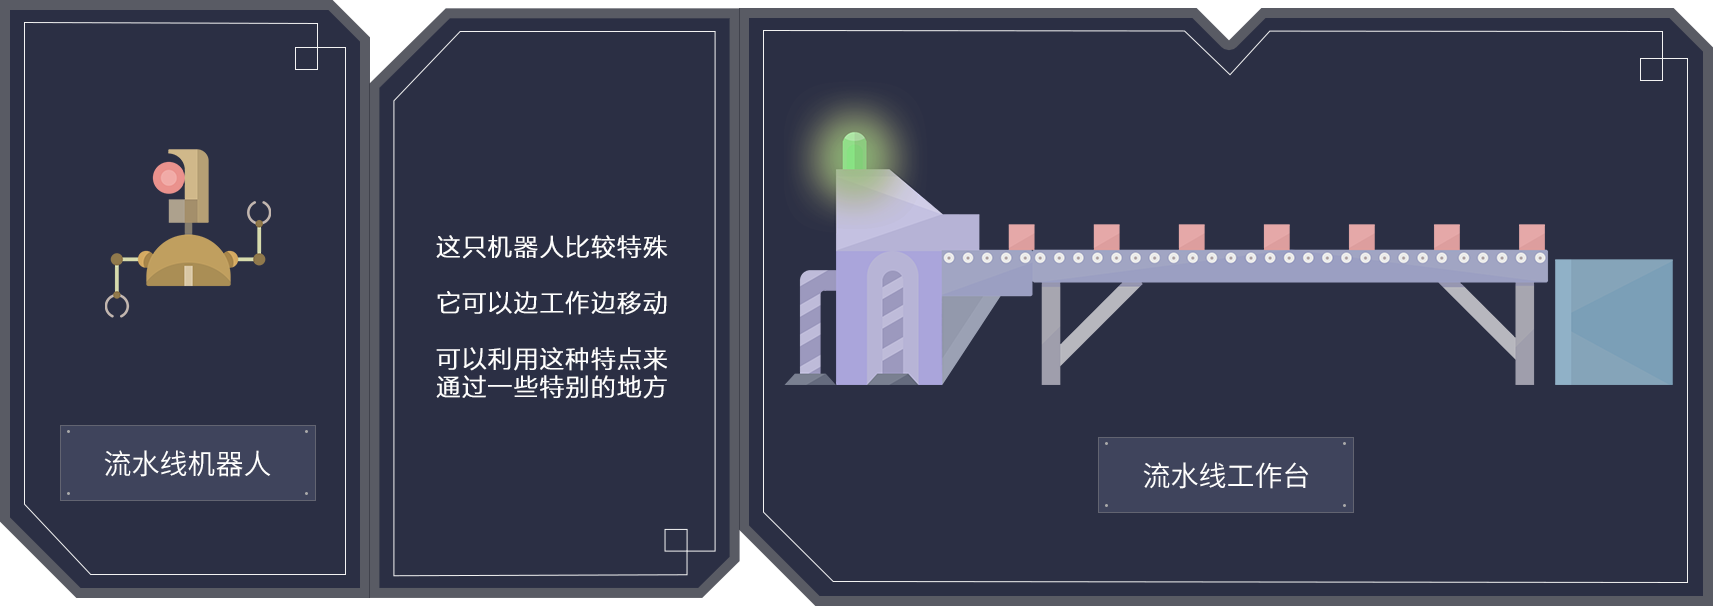 流水线机器人
这只机器人比较特殊
它可以边工作边移动
可以利用这种特点来
通过一些特别的地方
流水线工作台